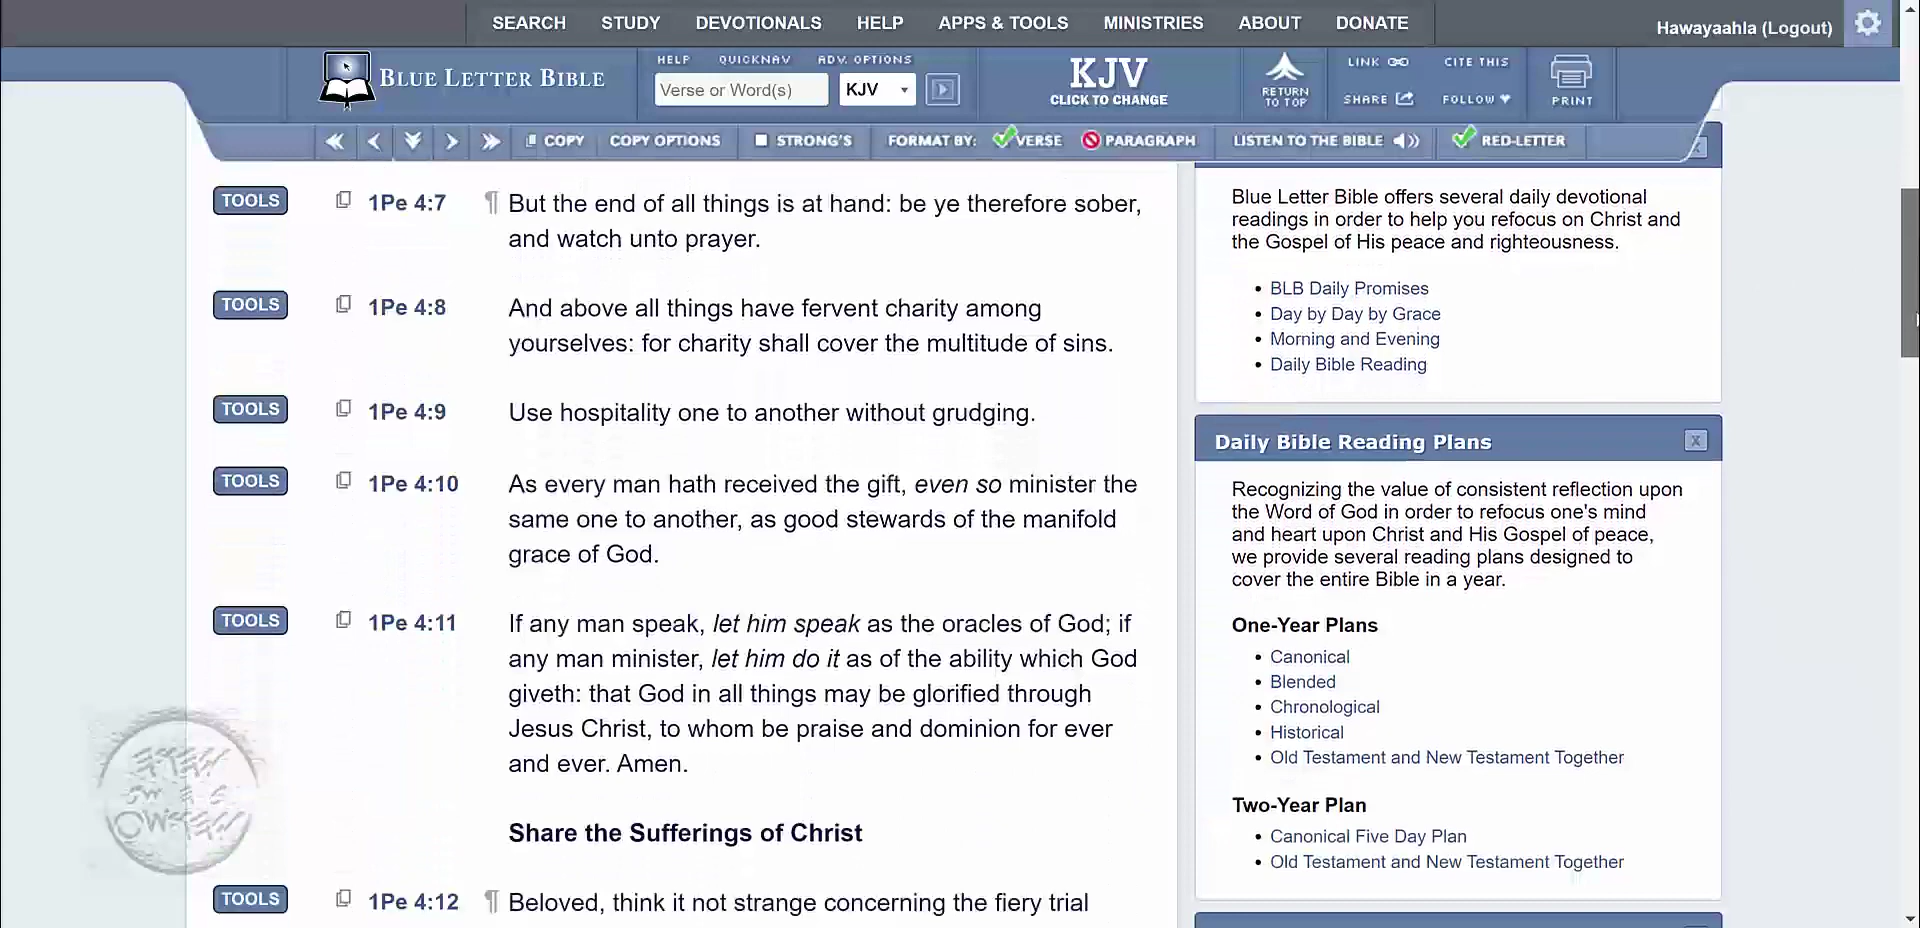 SEARCH STUDY DEVOTIONALS HELP APPS & TOOLS MINISTRIES ABOUT DONATE
Hawayaahla (Logout)
BLUE LETTER BIBLE
HELP QUICKNAV ADV. OPTIONS
Verse or Word(s) KJV
KJV
CLICK TO CHANGE
RETURN
TO TOP
LINK CITE THIS
SHARE FOLLOW
PRINT
COPY COPY OPTIONS STRONG'S FORMAT BY: VERSE PARAGRAPH LISTEN TO THE BIBLE RED-LETTER
TOOLS 1Pe 4:7 ¶ But the end of all things is at hand: be ye therefore sober,
and watch unto prayer.
TOOLS 1Pe 4:8 And above all things have fervent charity among
yourselves: for charity shall cover the multitude of sins.
TOOLS 1Pe 4:9 Use hospitality one to another without grudging.
TOOLS 1Pe 4:10 As every man hath received the gift, even so minister the
same one to another, as good stewards of the manifold
grace of God.
TOOLS 1Pe 4:11 If any man speak, let him speak as the oracles of God; if
any man minister, let him do it as of the ability which God
giveth: that God in all things may be glorified through
Jesus Christ, to whom be praise and dominion for ever
and ever. Amen.
Share the Sufferings of Christ
TOOLS 1Pe 4:12 ¶ Beloved, think it not strange concerning the fiery trial
x
Blue Letter Bible offers several daily devotional
readings in order to help you refocus on Christ and
the Gospel of His peace and righteousness.
• BLB Daily Promises
• Day by Day by Grace
• Morning and Evening
• Daily Bible Reading
Daily Bible Reading Plans x
Recognizing the value of consistent reflection upon
the Word of God in order to refocus one's mind
and heart upon Christ and His Gospel of peace,
we provide several reading plans designed to
cover the entire Bible in a year.
One-Year Plans
• Canonical
• Blended
• Chronological
• Historical
• Old Testament and New Testament Together
Two-Year Plan
• Canonical Five Day Plan
• Old Testament and New Testament Together